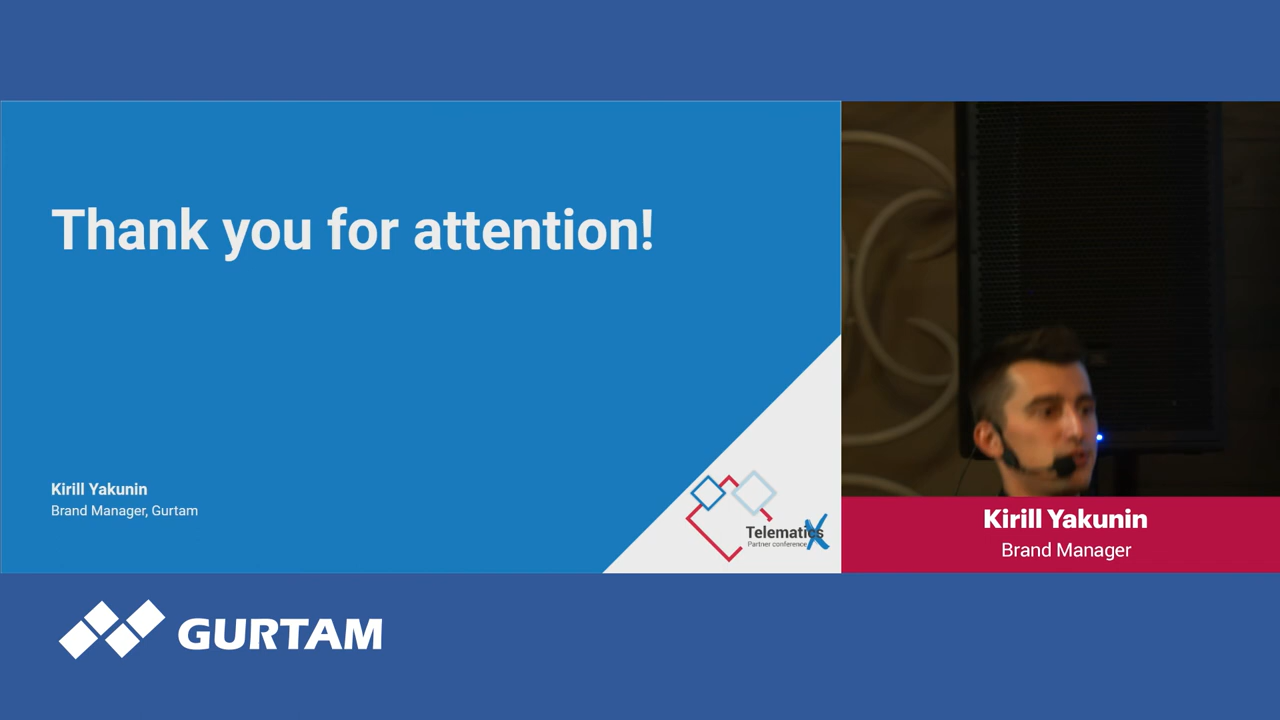 Thank you for attention!
Kirill Yakunin
Brand Manager, Gurtam
Telematics X
Partner conference
Kirill Yakunin
Brand Manager
GURTAM